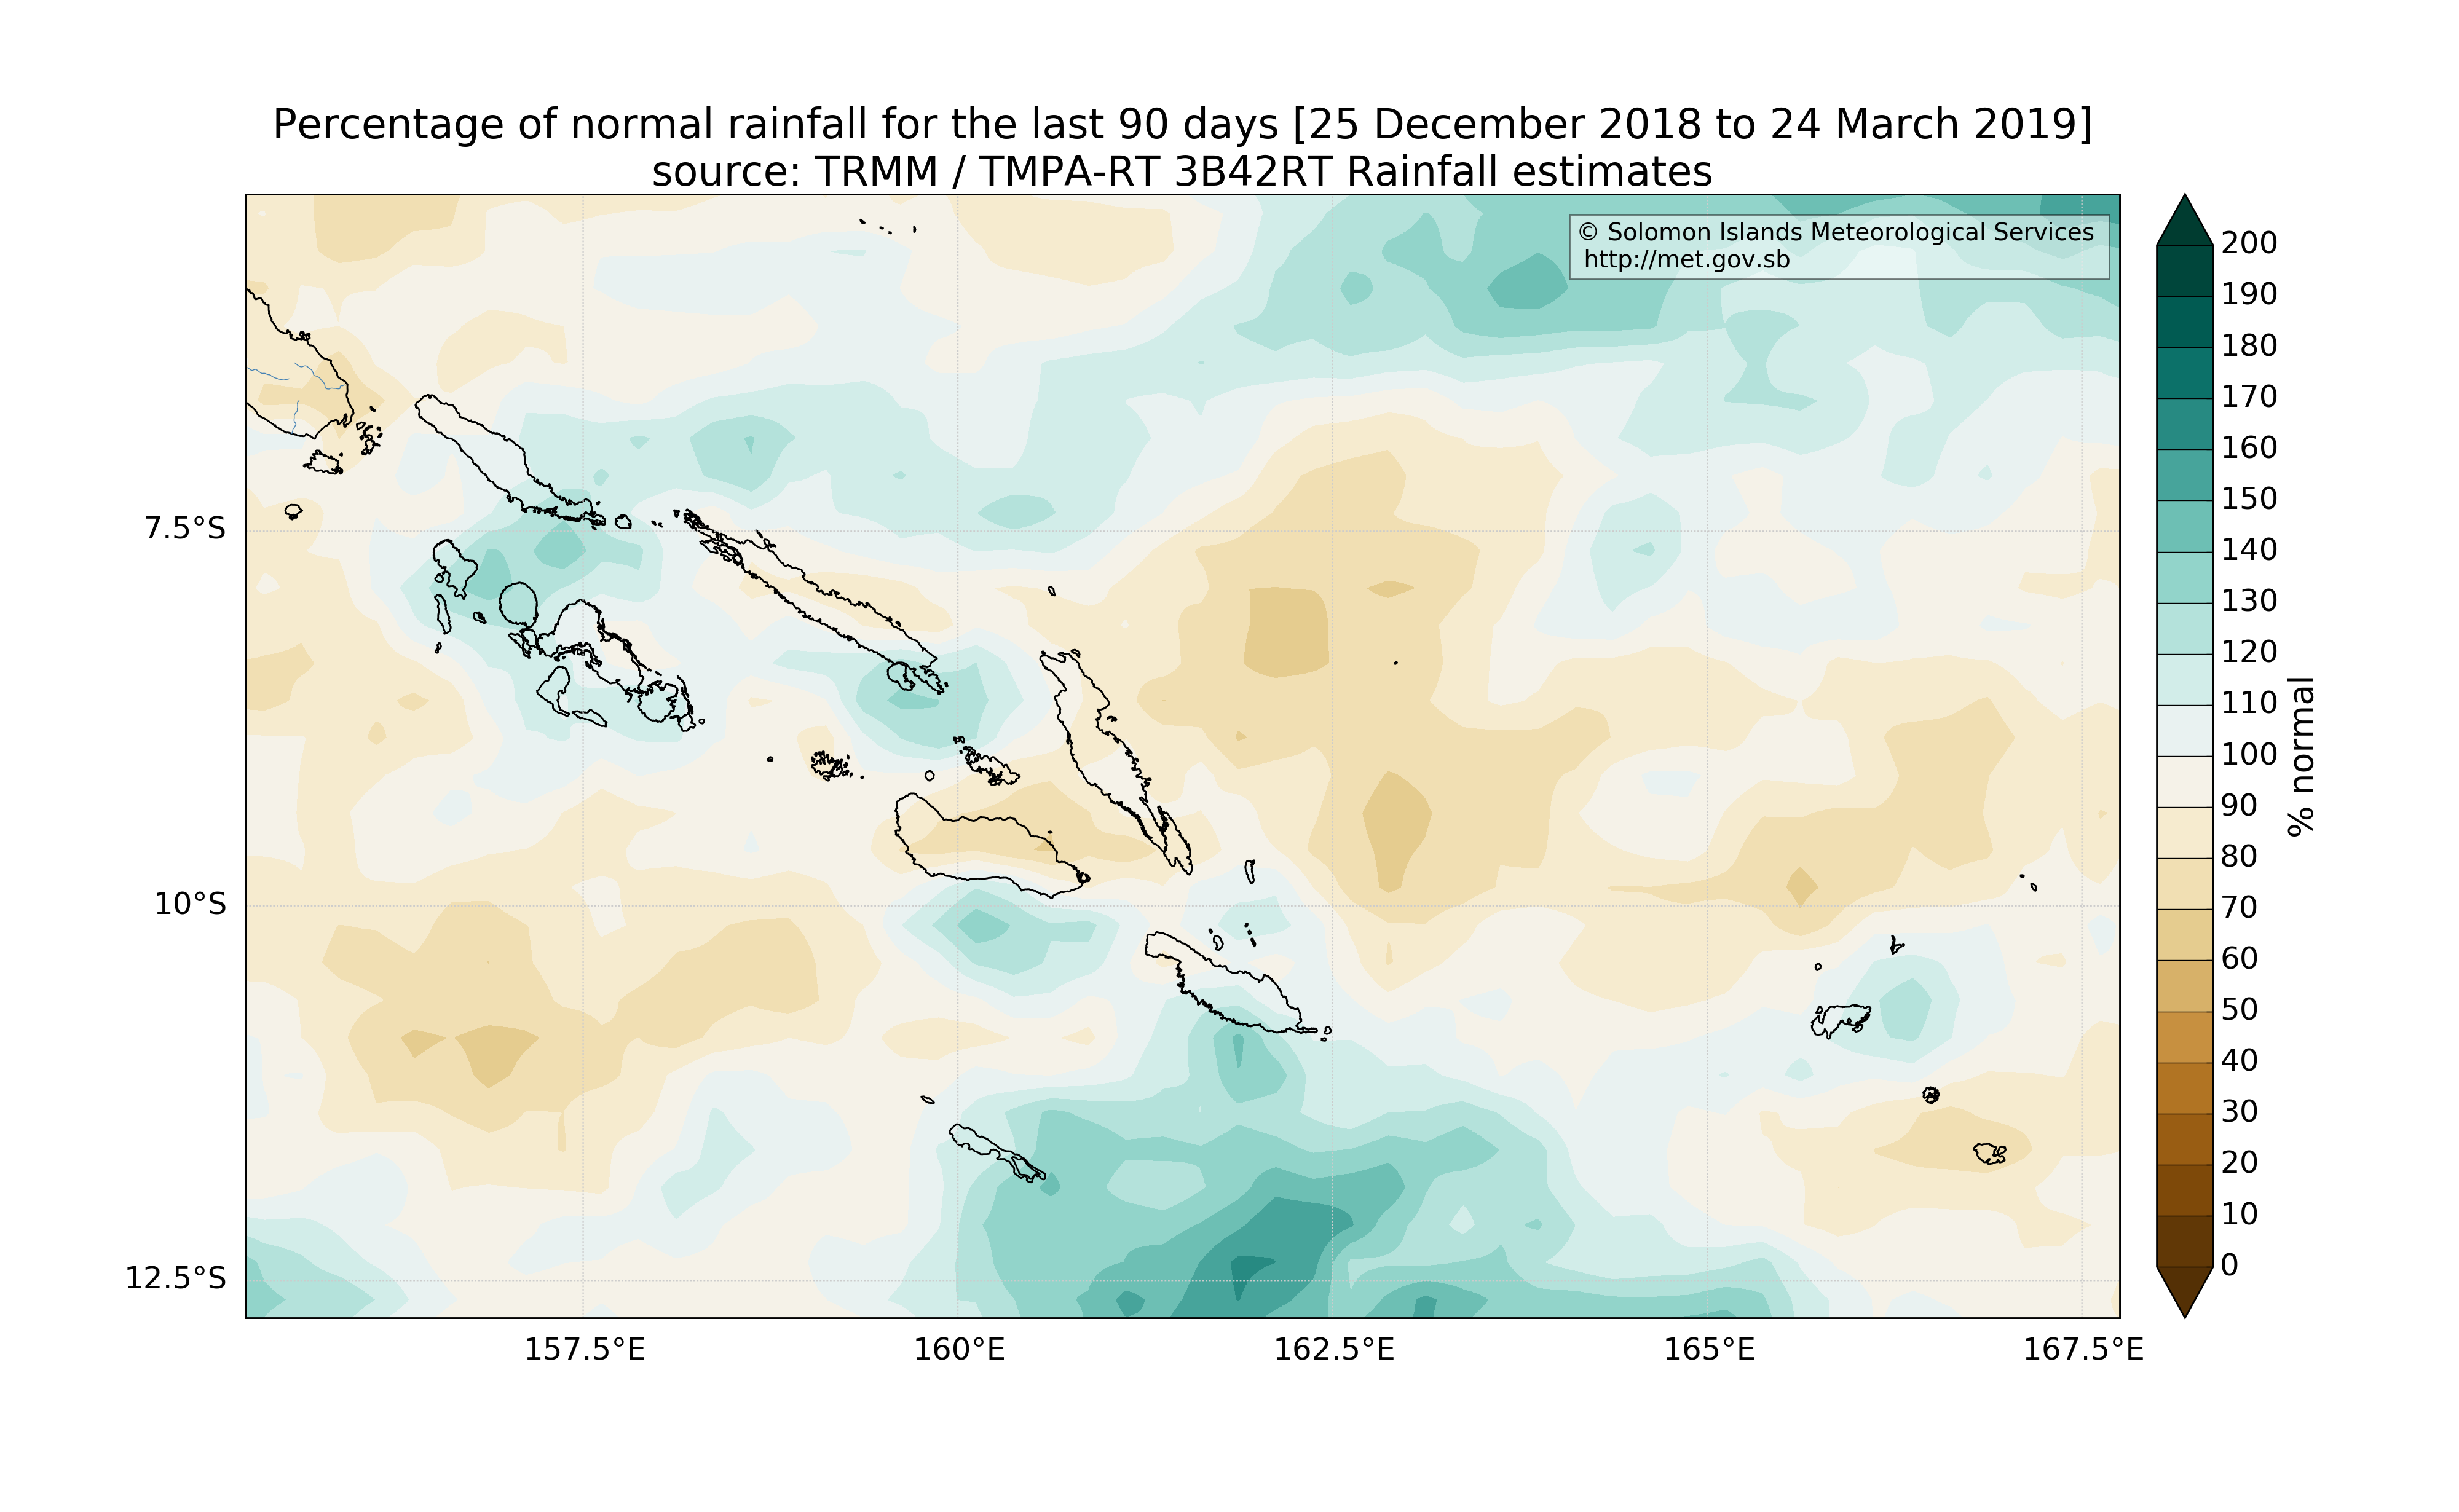 Percentage of normal rainfall for the last 90 days [25 December 2018 to 24 March 2019]
source: TRMM / TMPA-RT 3B42RT Rainfall estimates
© Solomon Islands Meteorological Services
http://met.gov.sb
7.5°S
10°S
12.5°S
157.5°E
160°E
162.5°E
165°E
167.5°E
200
190
180
170
160
150
140
130
120
110
100
90
80
70
60
50
40
30
20
10
0
% normal